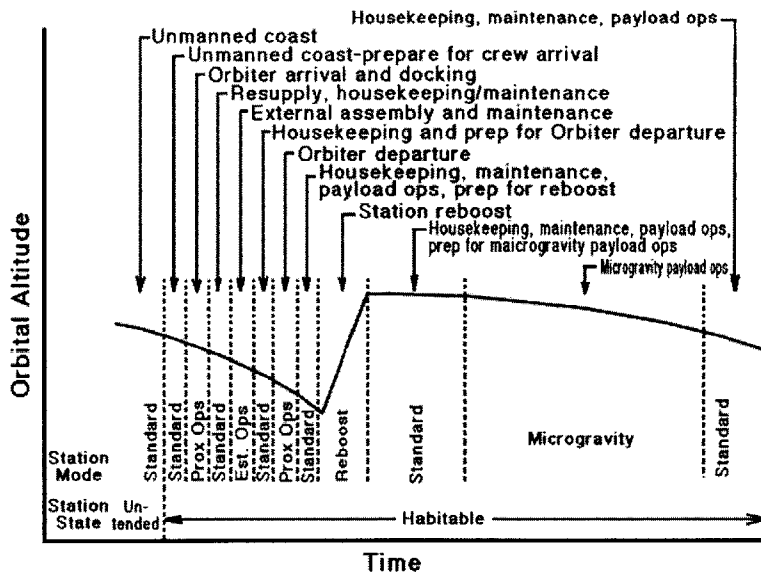 Housekeeping, maintenance, payload ops
Unmanned coast
Unmanned coast-prepare for crew arrival
Orbiter arrival and docking
Resupply, housekeeping/maintenance
External assembly and maintenance
Housekeeping and prep for Orbiter departure
Orbiter departure
Housekeeping, maintenance,
payload ops, prep for reboost
Station reboost
Housekeeping, maintenance, payload ops,
prep for maicrogravity payload ops
Microgravity payload ops
Orbital Altitude
Station
Mode
Standard
Standard
Prox Ops
Standard
Est. Ops
Standard
Prox Ops
Standard
Reboost
Standard
Microgravity
Standard
Station
State
Un-
tended
Habitable
Time